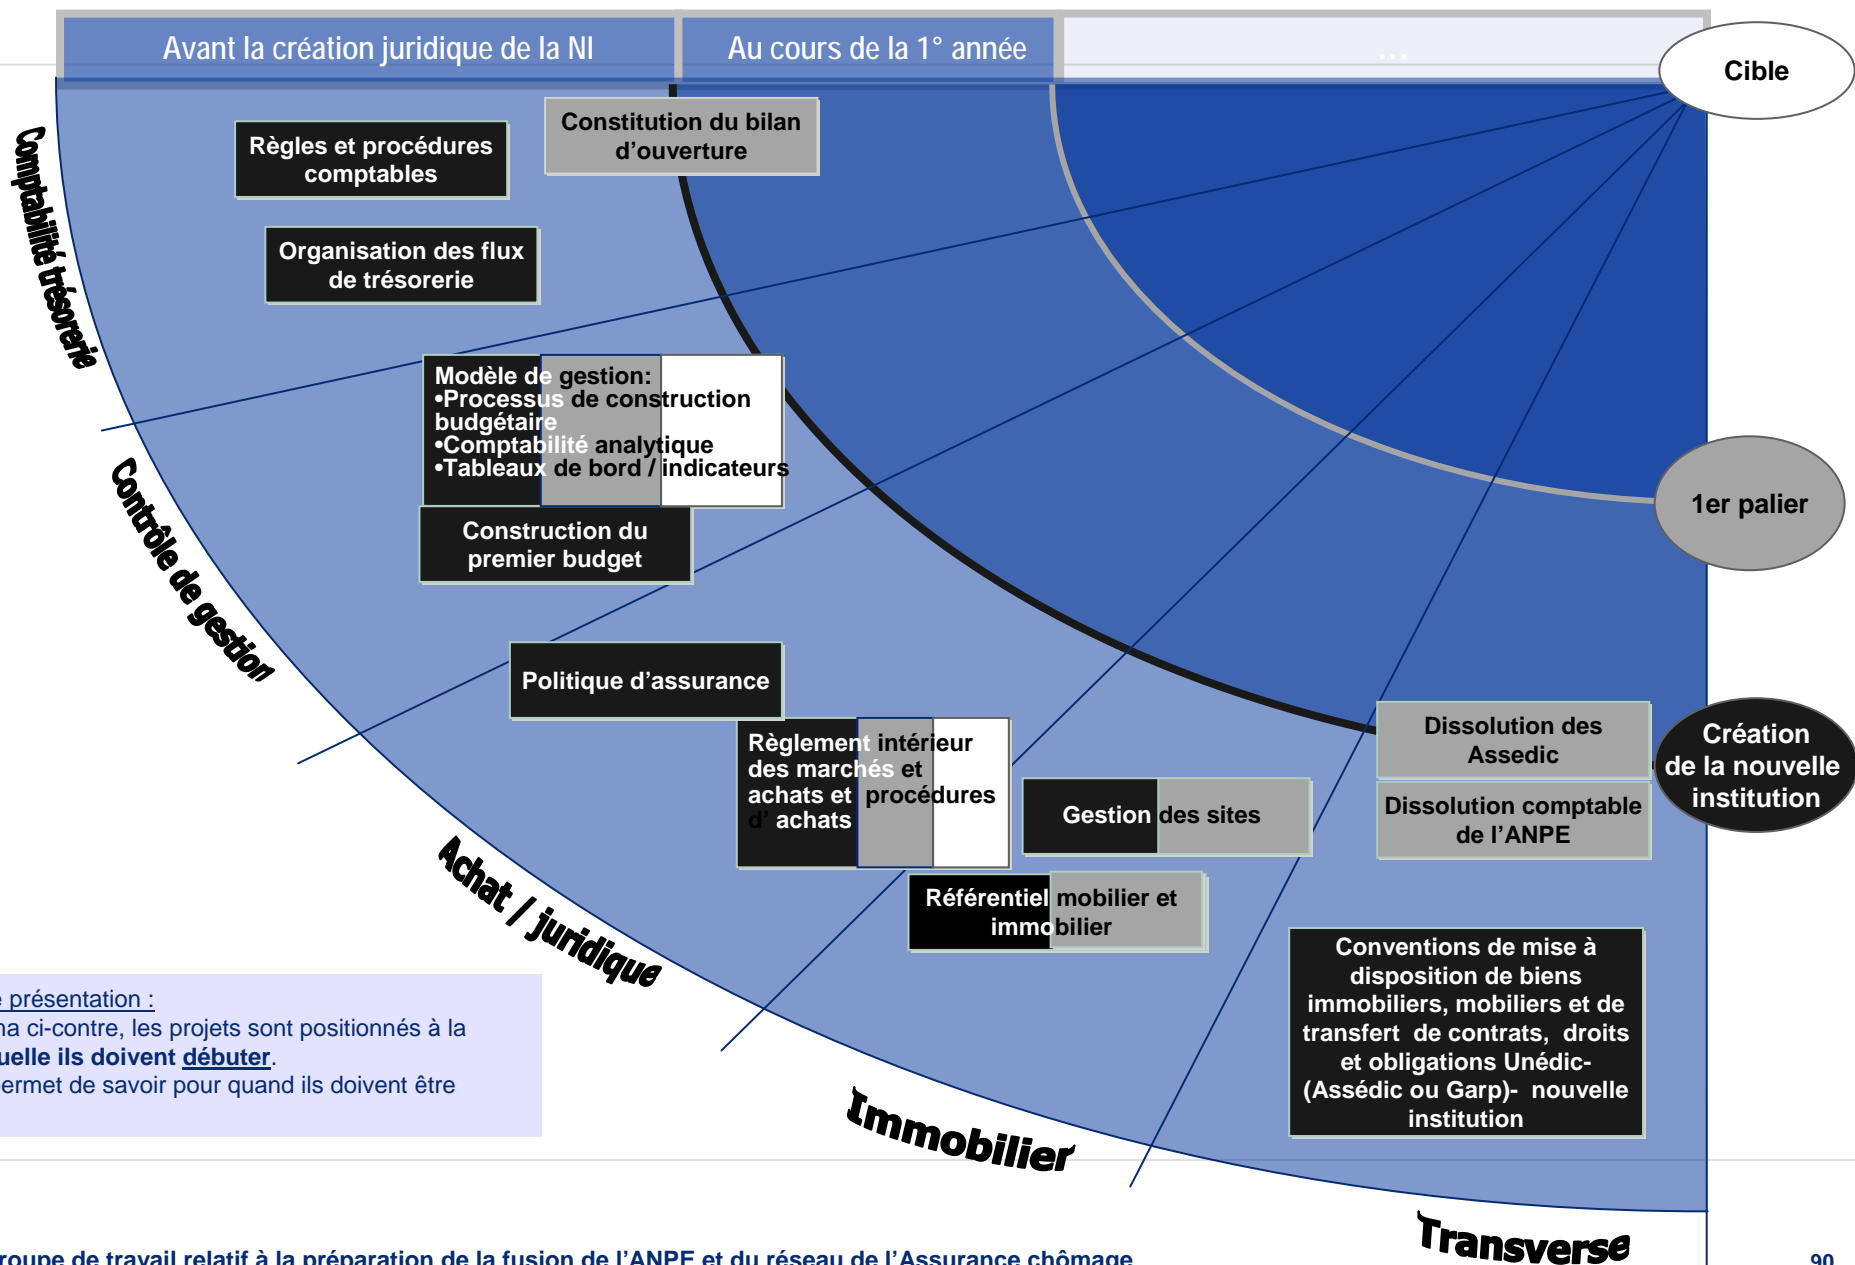 Avant la création juridique de la NI
Au cours de la 1° année
...
Cible
Comptabilité trésorerie
Règles et procédures
comptables
Constitution du bilan
d'ouverture
Organisation des flux
de trésorerie
Modèle de gestion:
•Processus de construction
budgétaire
•Comptabilité analytique
•Tableaux de bord / indicateurs
Construction du
premier budget
1er palier
Contrôle de gestion
Politique d'assurance
Règlement intérieur
des marchés et
achats et procédures
d' achats
Gestion des sites
Référentiel mobilier et
immobilier
Dissolution des
Assedic
Dissolution comptable
de l'ANPE
Création
de la nouvelle
institution
Achat / juridique
Conventions de mise à
disposition de biens
immobiliers, mobiliers et de
transfert de contrats, droits
et obligations Unédic-
(Assédic ou Garp)- nouvelle
institution
présentation :
ci-contre, les projets sont positionnés à la
ils doivent débuter.
permet de savoir pour quand ils doivent être
Immobilier
Transverse
roupe de travail relatif à la préparation de la fusion de l'ANPE et du réseau de l'Assurance chômage
90